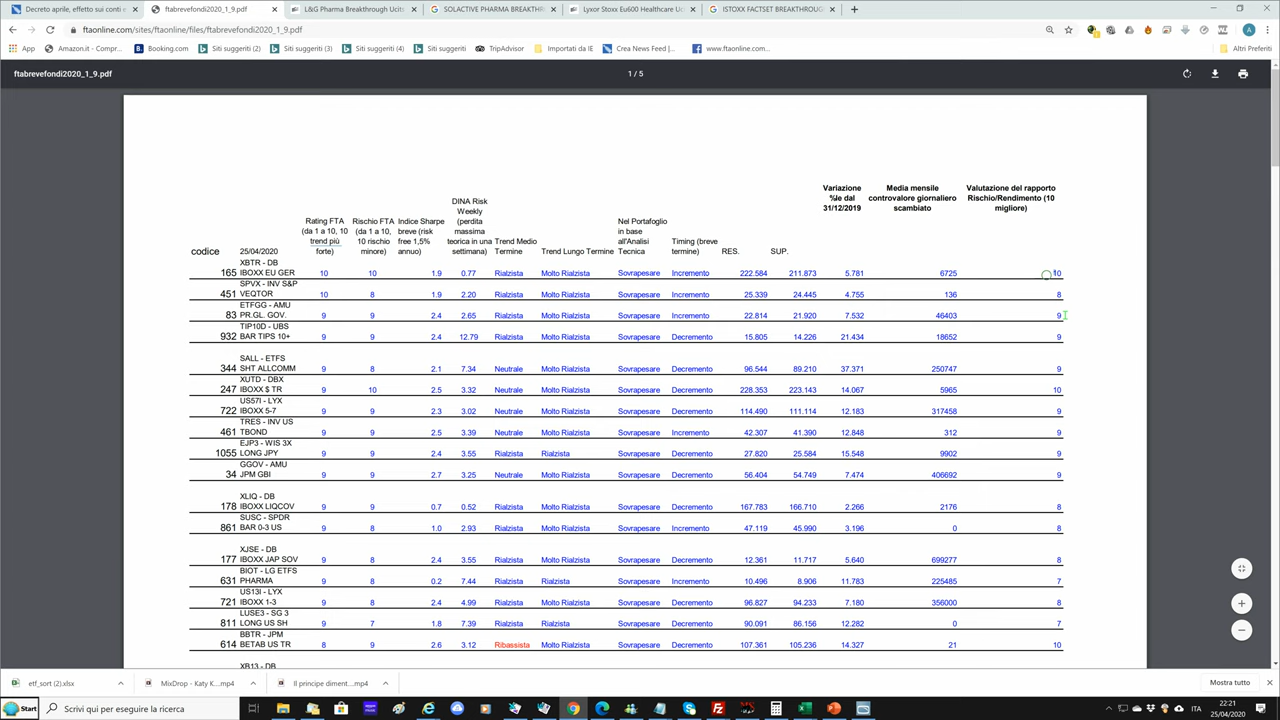 Decreto aprile, effetto sui conti e
ftabrevefondi2020_1_9.pdf
L&G Pharma Breakthrough Ucits
SOLACTIVE PHARMA BREAKTHR
Lyxor Stoxx Eu600 Healthcare Uc
ISTOXX FACTSET BREAKTHROUG
ftaonline.com/sites/ftaonline/files/ftabrevefondi2020_1_9.pdf
App
Amazon.it - Compr...
Booking.com
Siti suggeriti (2)
Siti suggeriti (3)
Siti suggeriti (4)
Siti suggeriti
TripAdvisor
Importati da IE
Crea News Feed |...
www.ftaonline.com
Altri Preferiti
ftabrevefondi2020_1_9.pdf
1 / 5
codice
25/04/2020
Rating FTA
(da 1 a 10, 10
trend più
forte)
Rischio FTA
(da 1 a 10,
10 rischio
minore)
Indice Sharpe
breve (risk
free 1,5%
annuo)
DINA Risk
Weekly
(perdita
massima
teorica in una
settimana)
Trend Medio
Termine
Trend Lungo Termine
Nel Portafoglio
in base
all'Analisi
Tecnica
Timing (breve
termine)
RES.
SUP.
Variazione
%le dal
31/12/2019
Media mensile
controvalore giornaliero
scambiato
Valutazione del rapporto
Rischio/Rendimento (10
migliore)
XBTR - DB
165 IBOXX EU GER 10 10 1.9 0.77 Rialzista Molto Rialzista Sovrapesare Incremento 222.584 211.873 5.781 6725 10
SPVX - INV S&P
451 VEQTOR 10 8 1.9 2.20 Rialzista Molto Rialzista Sovrapesare Incremento 25.339 24.445 4.755 136 8
ETFGG - AMU
83 PR.GL. GOV. 9 9 2.4 2.65 Rialzista Molto Rialzista Sovrapesare Incremento 22.814 21.920 7.532 46403 9
TIP10D - UBS
932 BAR TIPS 10+ 9 9 2.4 12.79 Rialzista Molto Rialzista Sovrapesare Decremento 15.805 14.226 21.434 18652 9
SALL - ETFS
344 SHT ALLCOMM 9 8 2.1 7.34 Neutrale Molto Rialzista Sovrapesare Decremento 96.544 89.210 37.371 250747 9
XUTD - DBX
247 IBOXX $ TR 9 10 2.5 3.32 Neutrale Molto Rialzista Sovrapesare Decremento 228.353 223.143 14.067 5965 10
US57I - LYX
722 IBOXX 5-7 9 9 2.3 3.02 Neutrale Molto Rialzista Sovrapesare Decremento 114.490 111.114 12.183 317458 9
TRES - INV US
461 TBOND 9 9 2.5 3.39 Neutrale Molto Rialzista Sovrapesare Incremento 42.307 41.390 12.848 312 9
EJP3 - WIS 3X
1055 LONG JPY 9 9 2.4 3.55 Rialzista Rialzista Sovrapesare Decremento 27.820 25.584 15.548 9902 9
GGOV - AMU
34 JPM GBI 9 9 2.7 3.25 Neutrale Molto Rialzista Sovrapesare Decremento 56.404 54.749 7.474 406692 9
XLIQ - DB
178 IBOXX LIQCOV 9 9 0.7 0.52 Rialzista Molto Rialzista Sovrapesare Decremento 167.783 166.710 2.266 2176 8
SUSC - SPDR
861 BAR 0-3 US 9 8 1.0 2.93 Rialzista Molto Rialzista Sovrapesare Incremento 47.119 45.990 3.196 0 8
XJSE - DB
177 IBOXX JAP SOV 9 8 2.4 3.55 Rialzista Molto Rialzista Sovrapesare Decremento 12.361 11.717 5.640 699277 8
BIOT - LG ETFS
631 PHARMA 9 8 0.2 7.44 Rialzista Rialzista Sovrapesare Incremento 10.496 8.906 11.783 225485 7
US13I - LYX
721 IBOXX 1-3 9 8 2.4 4.99 Rialzista Molto Rialzista Sovrapesare Decremento 96.827 94.233 7.180 356000 8
LUSE3 - SG 3
811 LONG US SH 9 7 1.8 7.39 Rialzista Rialzista Sovrapesare Decremento 90.091 86.156 12.282 0 7
BBTR - JPM
614 BETAB US TR 8 9 2.6 3.12 Ribassista Molto Rialzista Sovrapesare Decremento 107.361 105.236 14.327 21 10
XB13 - DB
etf_sort (2).xlsx
MixDrop - Katy K....mp4
Il principe diment....mp4
Mostra tutto
Start
Scrivi qui per eseguire la ricerca
ITA
22:21
25/04/2020